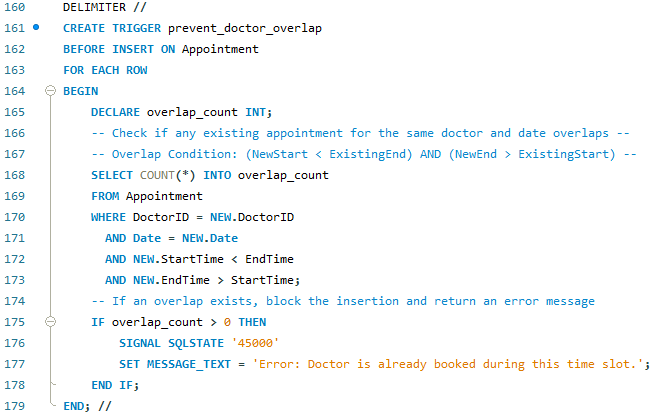 160 DELIMITER //
161 CREATE TRIGGER prevent_doctor_overlap
162 BEFORE INSERT ON Appointment
163 FOR EACH ROW
164 BEGIN
165 DECLARE overlap_count INT;
166 -- Check if any existing appointment for the same doctor and date overlaps --
167 -- Overlap Condition: (NewStart < ExistingEnd) AND (NewEnd > ExistingStart) --
168 SELECT COUNT(*) INTO overlap_count
169 FROM Appointment
170 WHERE DoctorID = NEW.DoctorID
171 AND Date = NEW.Date
172 AND NEW.StartTime < EndTime
173 AND NEW.EndTime > StartTime;
174 -- If an overlap exists, block the insertion and return an error message
175 IF overlap_count > 0 THEN
176 SIGNAL SQLSTATE '45000'
177 SET MESSAGE_TEXT = 'Error: Doctor is already booked during this time slot.';
178 END IF;
179 END; //